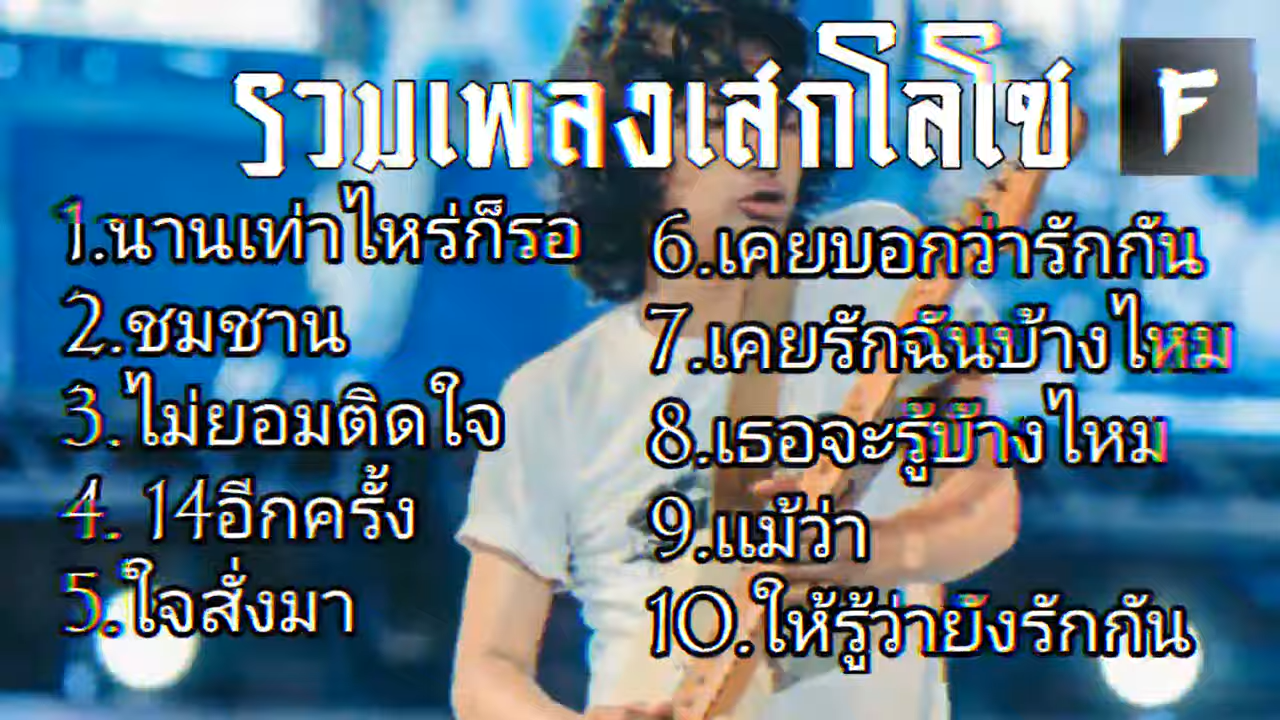 รวมเพลงเสกโลโซ่
F
1.นานเท่าไหร่ก็รอ
2.ชมชาน
3.ไม่ยอมติดใจ
4. 14อีกครั้ง
5.ใจสั่งมา
6.เคยบอกว่ารักกัน
7.เคยรักฉันบ้างไหม
8.เธอจะรู้บ้างไหม
9.แม้ว่า
10.ให้รู้ว่ายังรักกัน